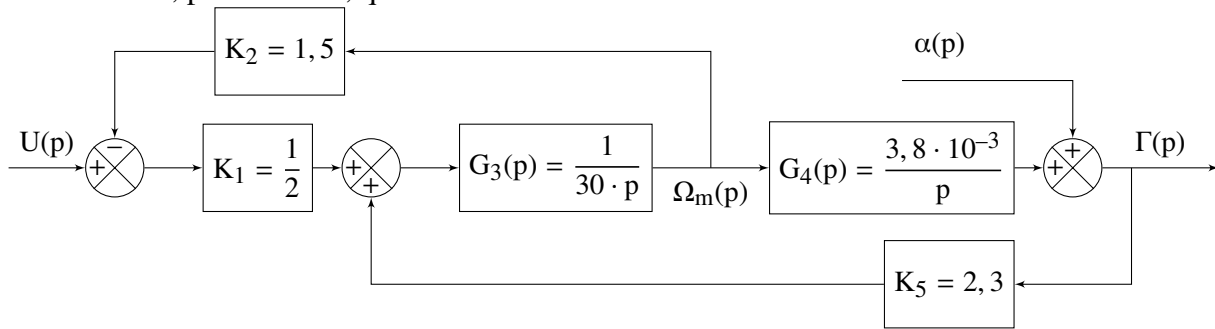 K₂ = 1, 5
α(p)
U(p)
+
−
K₁ = 1/2
+
+
G₃(p) = 1/(30 · p)
Ωₘ(p)
G₄(p) = 3, 8 · 10⁻³/p
+
+
Γ(p)
K₅ = 2, 3